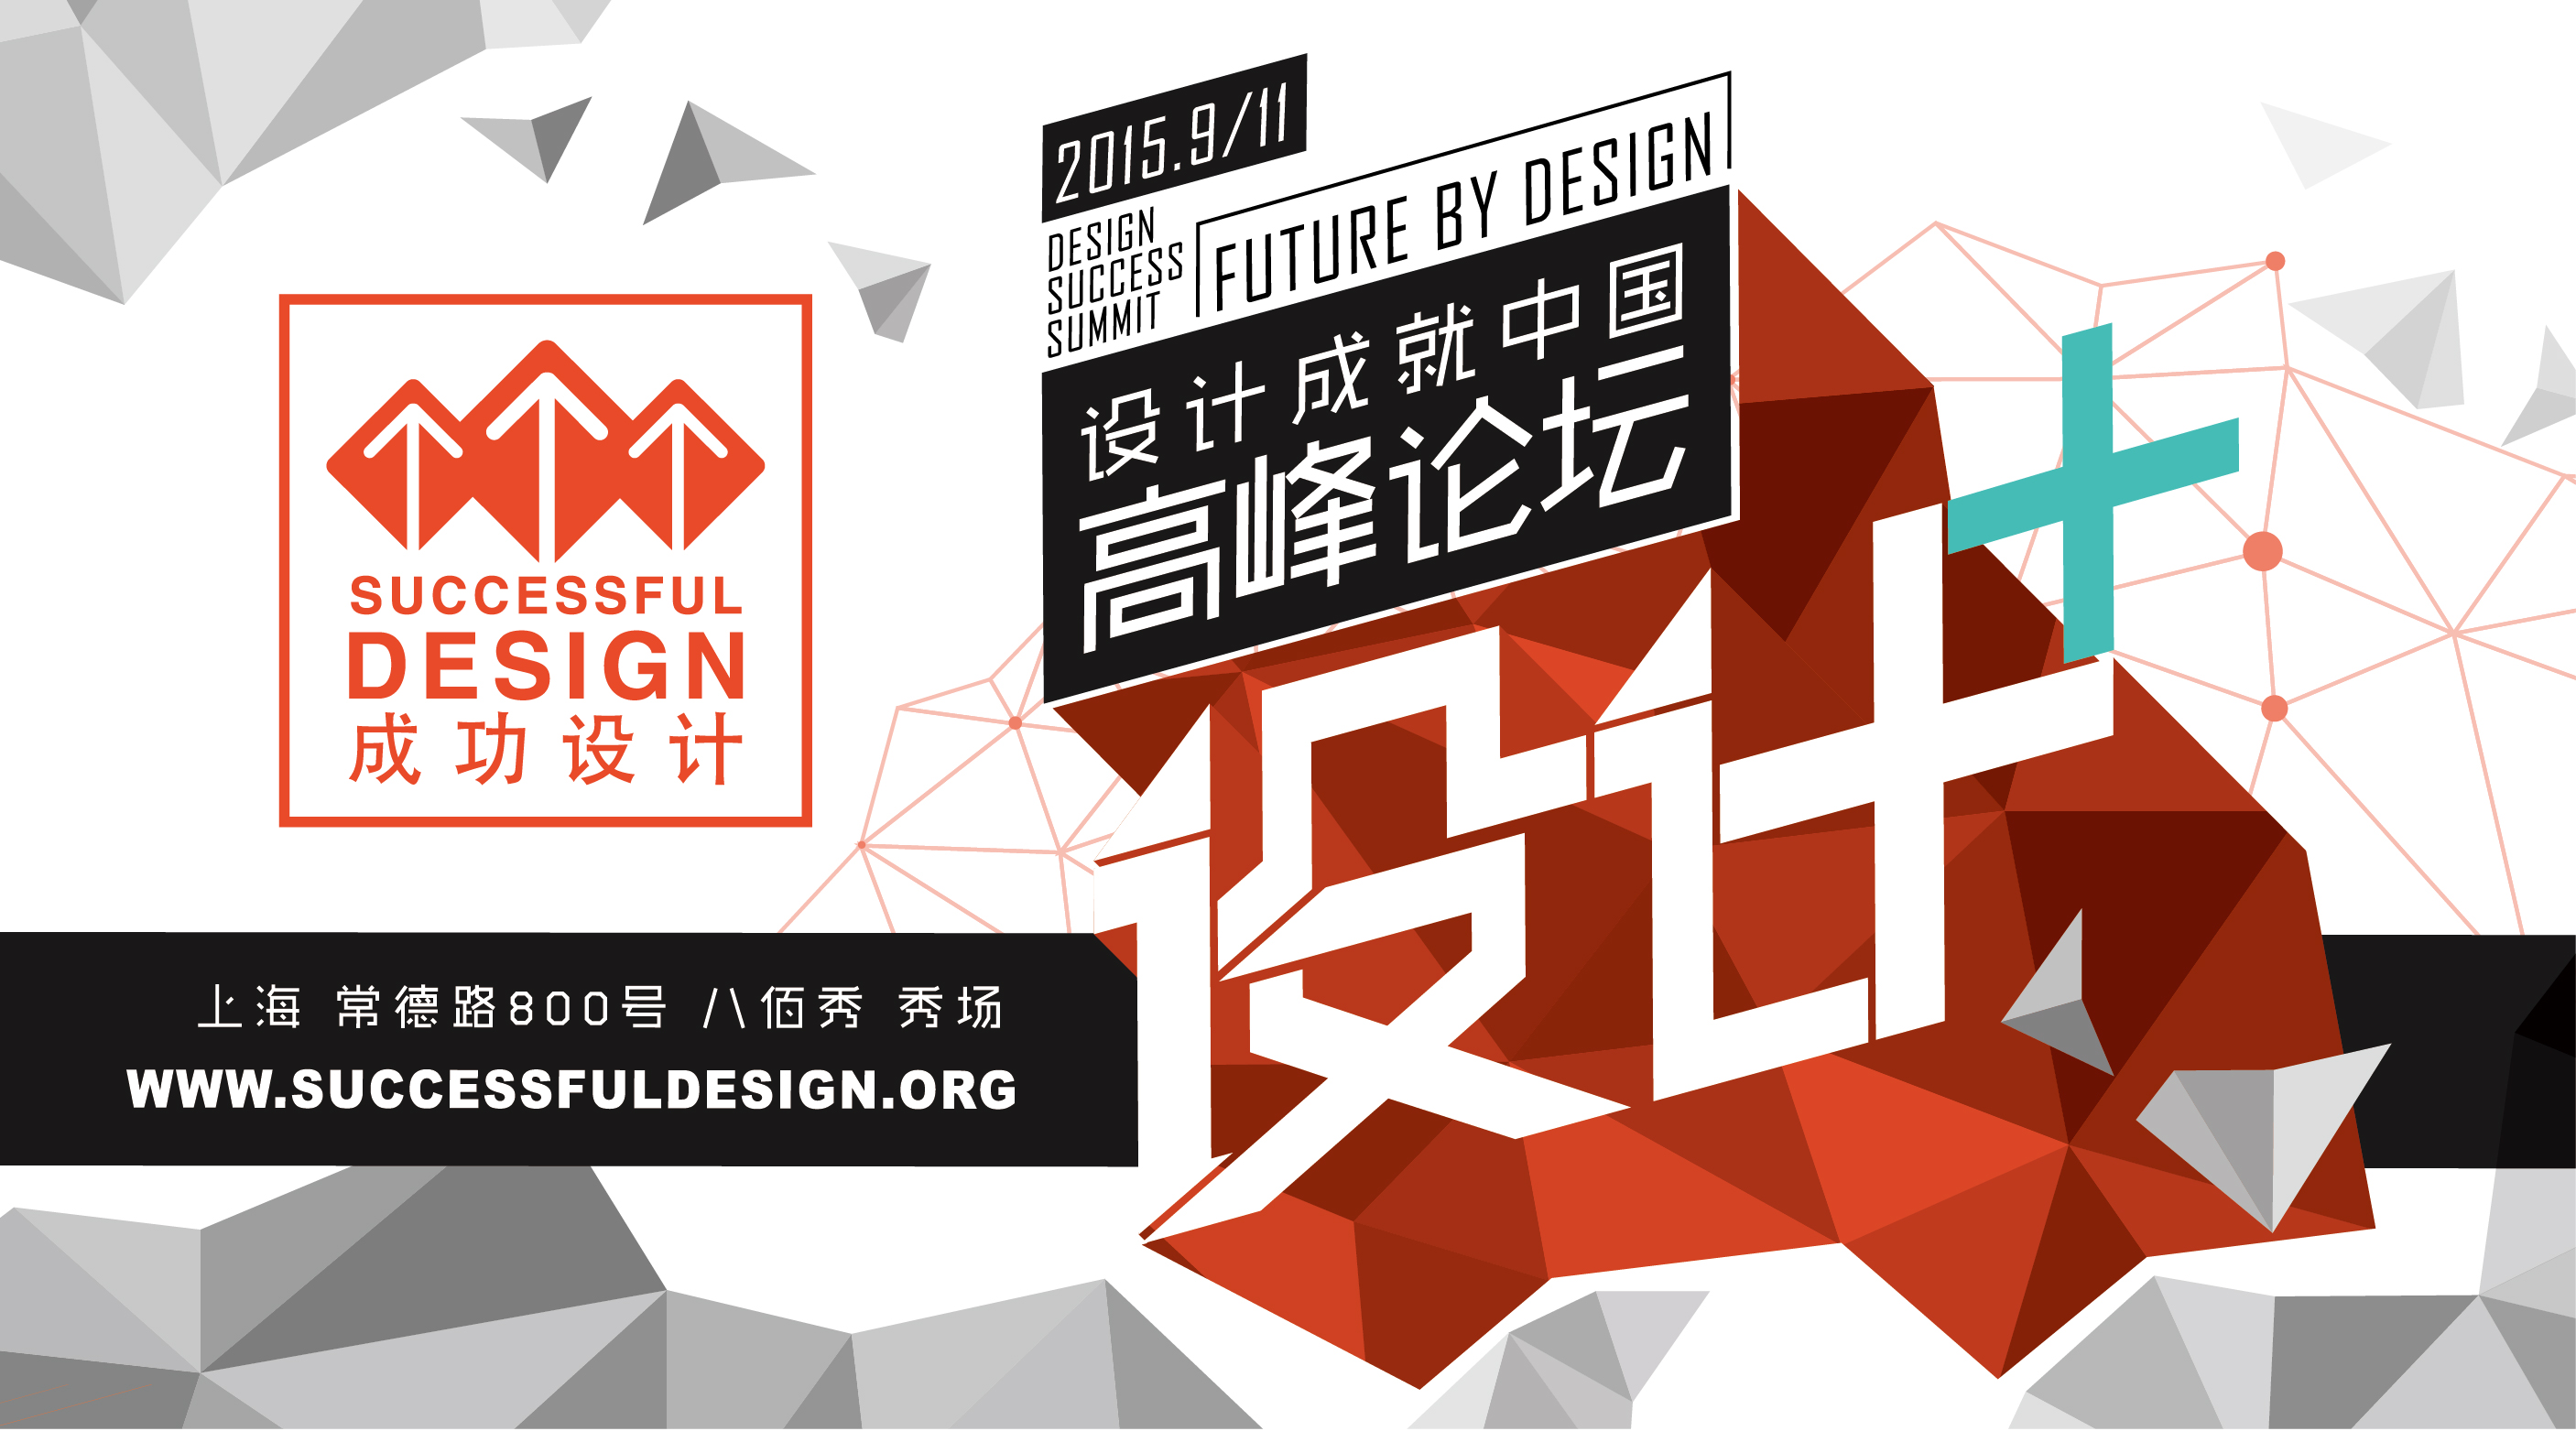 SUCCESSFUL
DESIGN
成功设计
2015.9/11
DESIGN
SUCCESS
SUMMIT
FUTURE BY DESIGN
设计成就中国
高峰论坛
设计+
上海 常德路800号 八佰秀 秀场
WWW.SUCCESSFULDESIGN.ORG